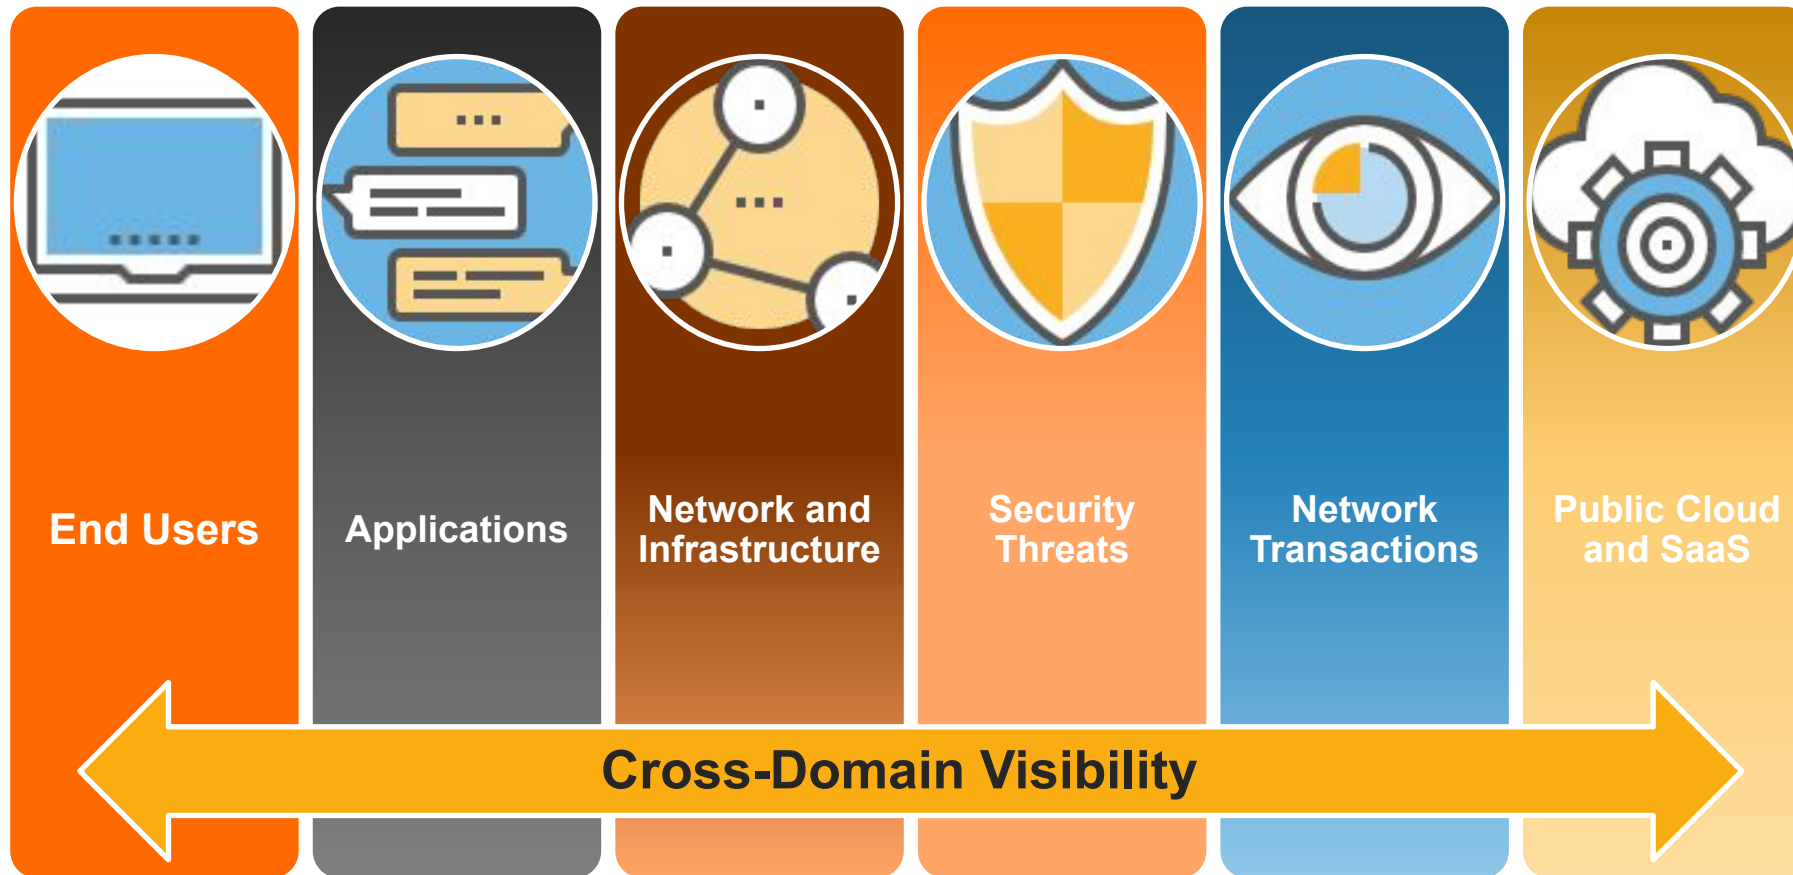 End Users
Applications
Network and
Infrastructure
Security
Threats
Network
Transactions
Public Cloud
and SaaS
Cross-Domain Visibility